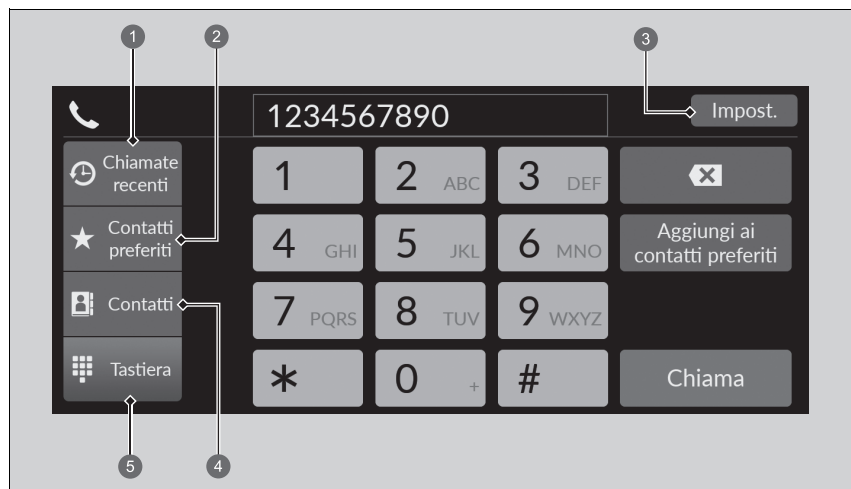 1
2
3
1234567890
Impost.
Chiamate
recenti
1
2 ABC
3 DEF
Contatti
preferiti
4 GHI
5 JKL
6 MNO
Aggiungi ai
contatti preferiti
Contatti
7 PQRS
8 TUV
9 WXYZ
Tastiera
*
0 +
#
Chiama
5
4